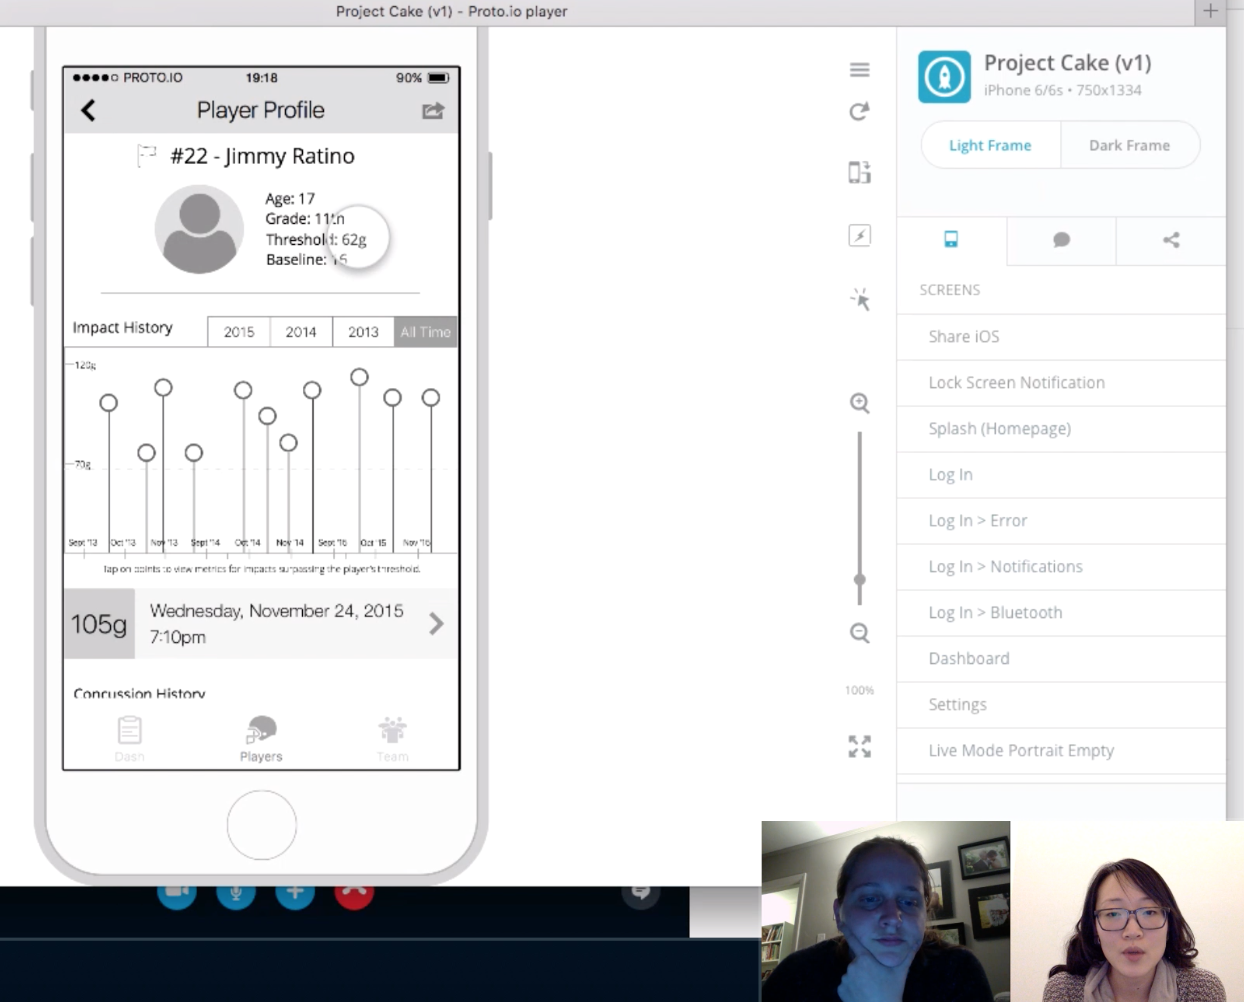 Project Cake (v1) - Proto.io player
PROTO.IO 19:18 90%
Player Profile
#22 - Jimmy Ratino
Age: 17
Grade: 11th
Threshold: 62g
Baseline: 15
Impact History 2015 2014 2013 All Time
120g
70g
Sept '13 Oct '13 Nov '13 Sept '14 Oct '14 Nov '14 Sept '15 Oct '15 Nov '15
Tap on points to view metrics for impacts surpassing the player's threshold.
105g
Wednesday, November 24, 2015
7:10pm
Concussion History
Dash Players Team
100%
Project Cake (v1)
iPhone 6/6s • 750x1334
Light Frame Dark Frame
SCREENS
Share iOS
Lock Screen Notification
Splash (Homepage)
Log In
Log In > Error
Log In > Notifications
Log In > Bluetooth
Dashboard
Settings
Live Mode Portrait Empty